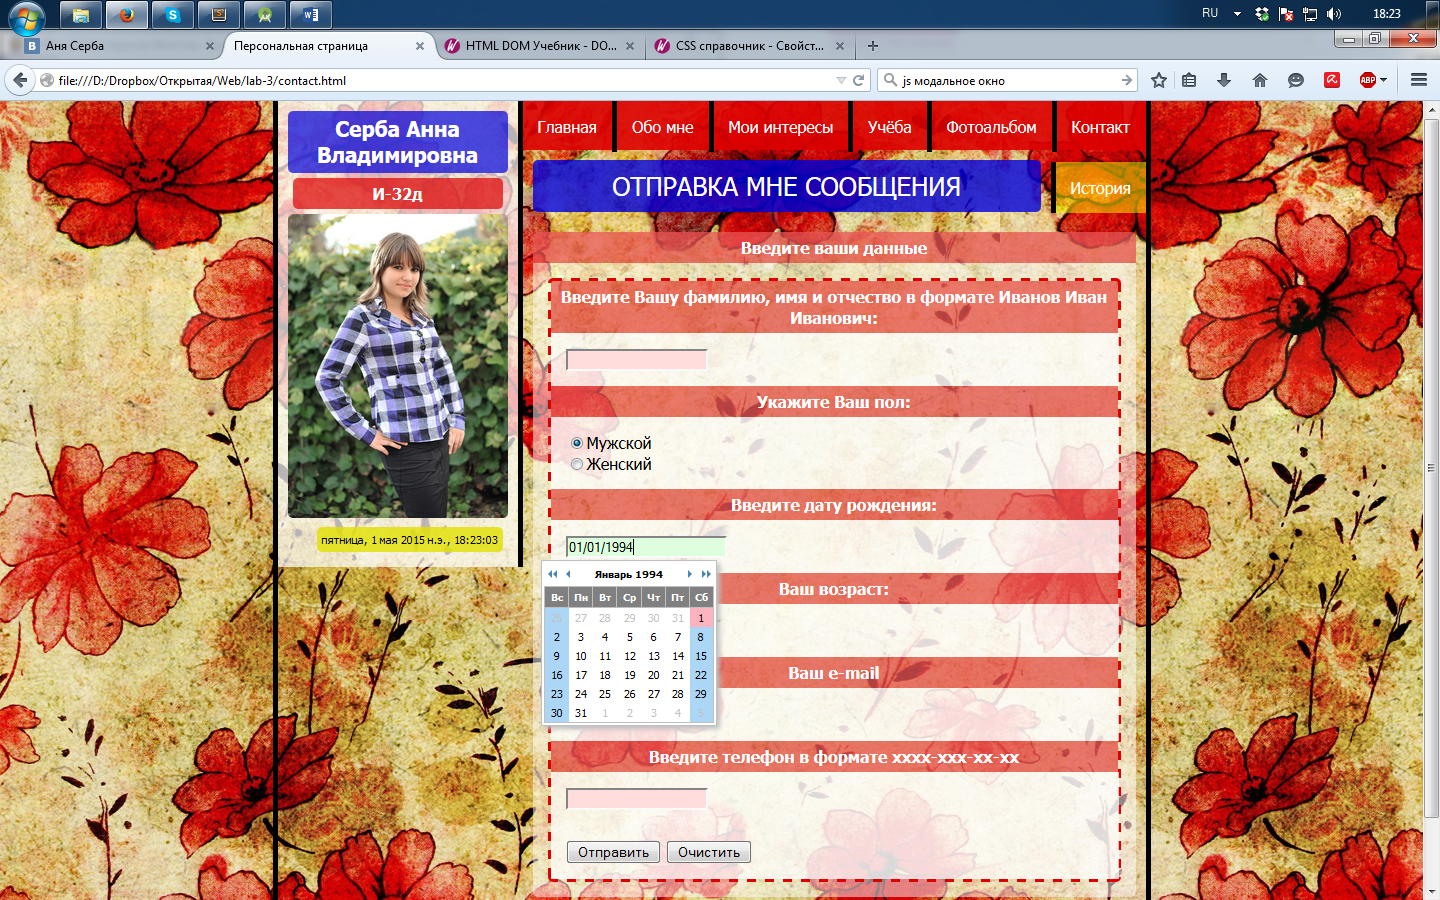 RU
18:23
Аня Серба
Персональная страница
HTML DOM Учебник - DO...
CSS справочник - Свойст...
file:///D:/Dropbox/Открытая/Web/lab-3/contact.html
js модальное окно
ABP
Серба Анна
Владимировна
И-32д
пятница, 1 мая 2015 н.э., 18:23:03
Главная
Обо мне
Мои интересы
Учёба
Фотоальбом
Контакт
История
ОТПРАВКА МНЕ СООБЩЕНИЯ
Введите ваши данные
Введите Вашу фамилию, имя и отчество в формате Иванов Иван
Иванович:
Укажите Ваш пол:
Мужской
Женский
Введите дату рождения:
01/01/1994
Январь 1994
Вс Пн Вт Ср Чт Пт Сб
26 27 28 29 30 31 1
2 3 4 5 6 7 8
9 10 11 12 13 14 15
16 17 18 19 20 21 22
23 24 25 26 27 28 29
30 31 1 2 3 4 5
Ваш возраст:
Ваш e-mail
Введите телефон в формате xxxx-xxx-xx-xx
Отправить
Очистить